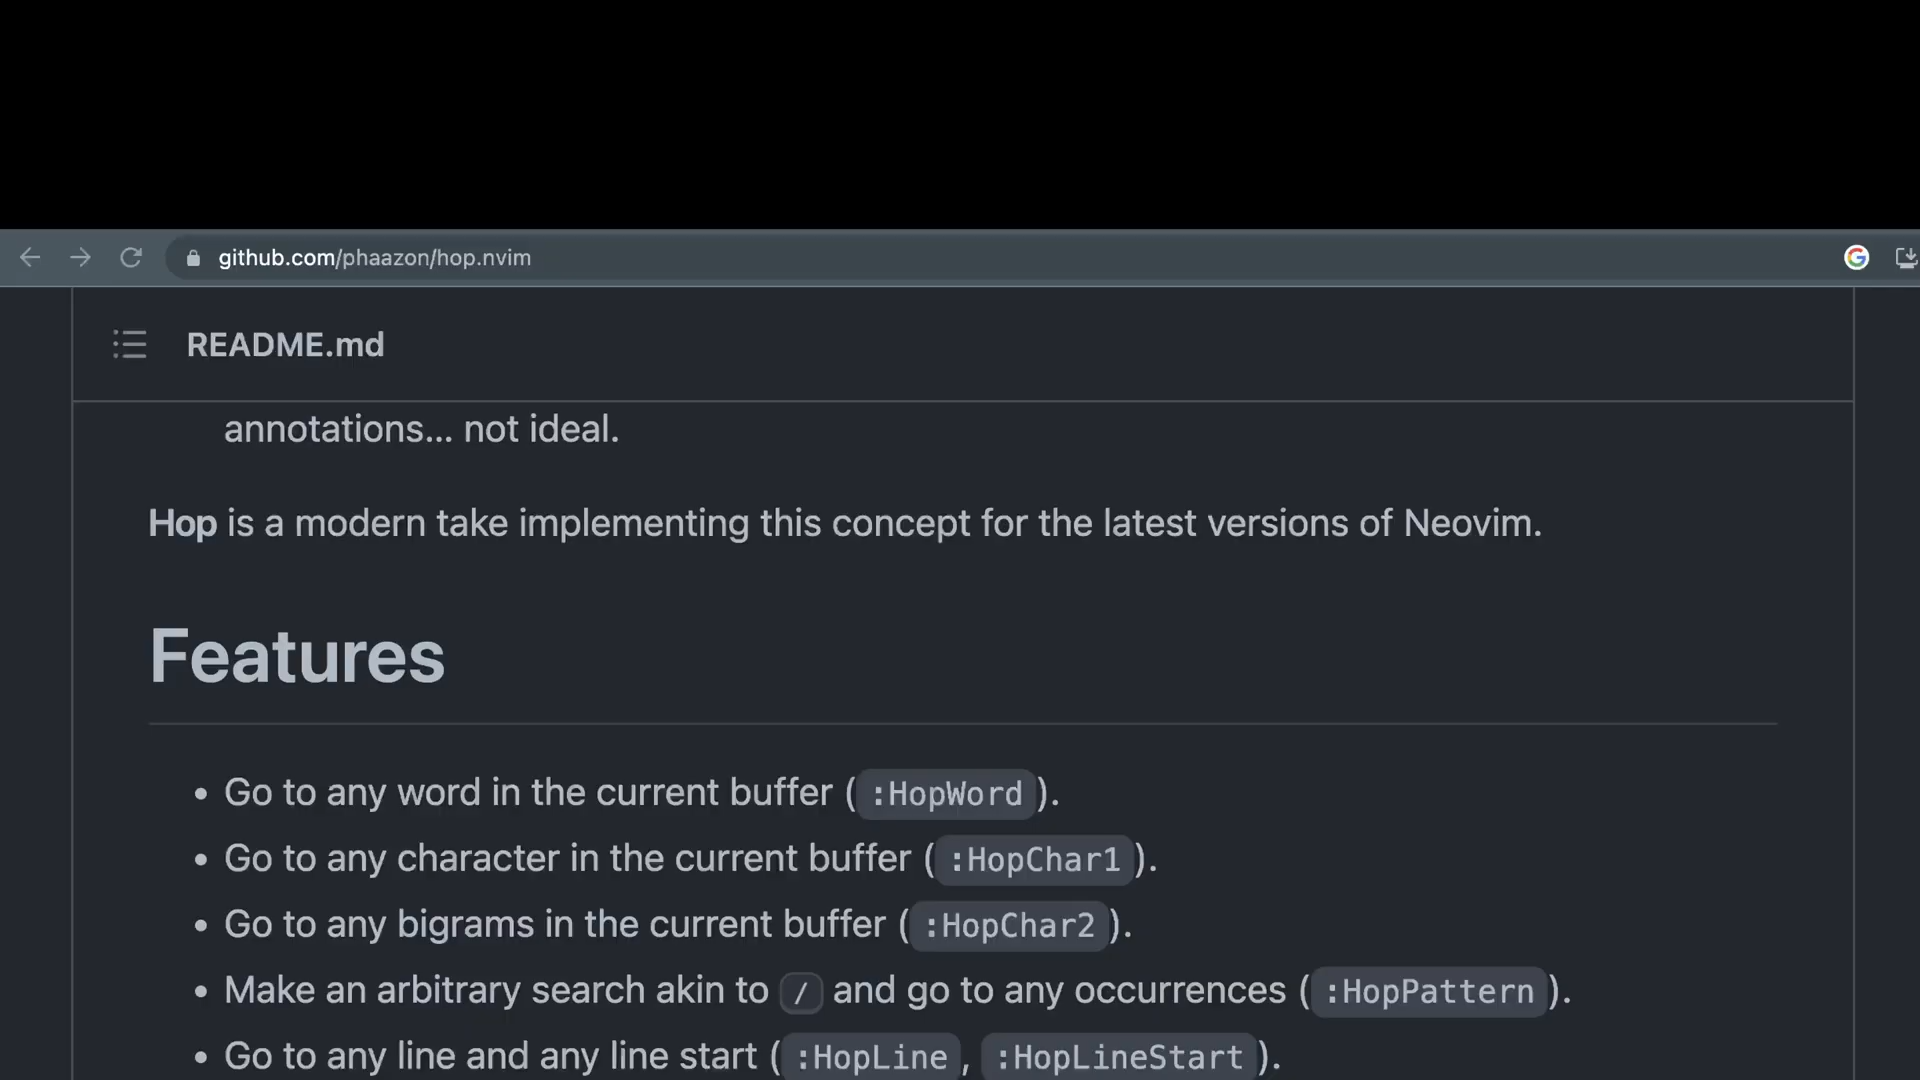 github.com/phaazon/hop.nvim
README.md
annotations... not ideal.
Hop is a modern take implementing this concept for the latest versions of Neovim.
Features
• Go to any word in the current buffer ( :HopWord ).
• Go to any character in the current buffer ( :HopChar1 ).
• Go to any bigrams in the current buffer ( :HopChar2 ).
• Make an arbitrary search akin to / and go to any occurrences ( :HopPattern ).
• Go to any line and any line start ( :HopLine , :HopLineStart ).